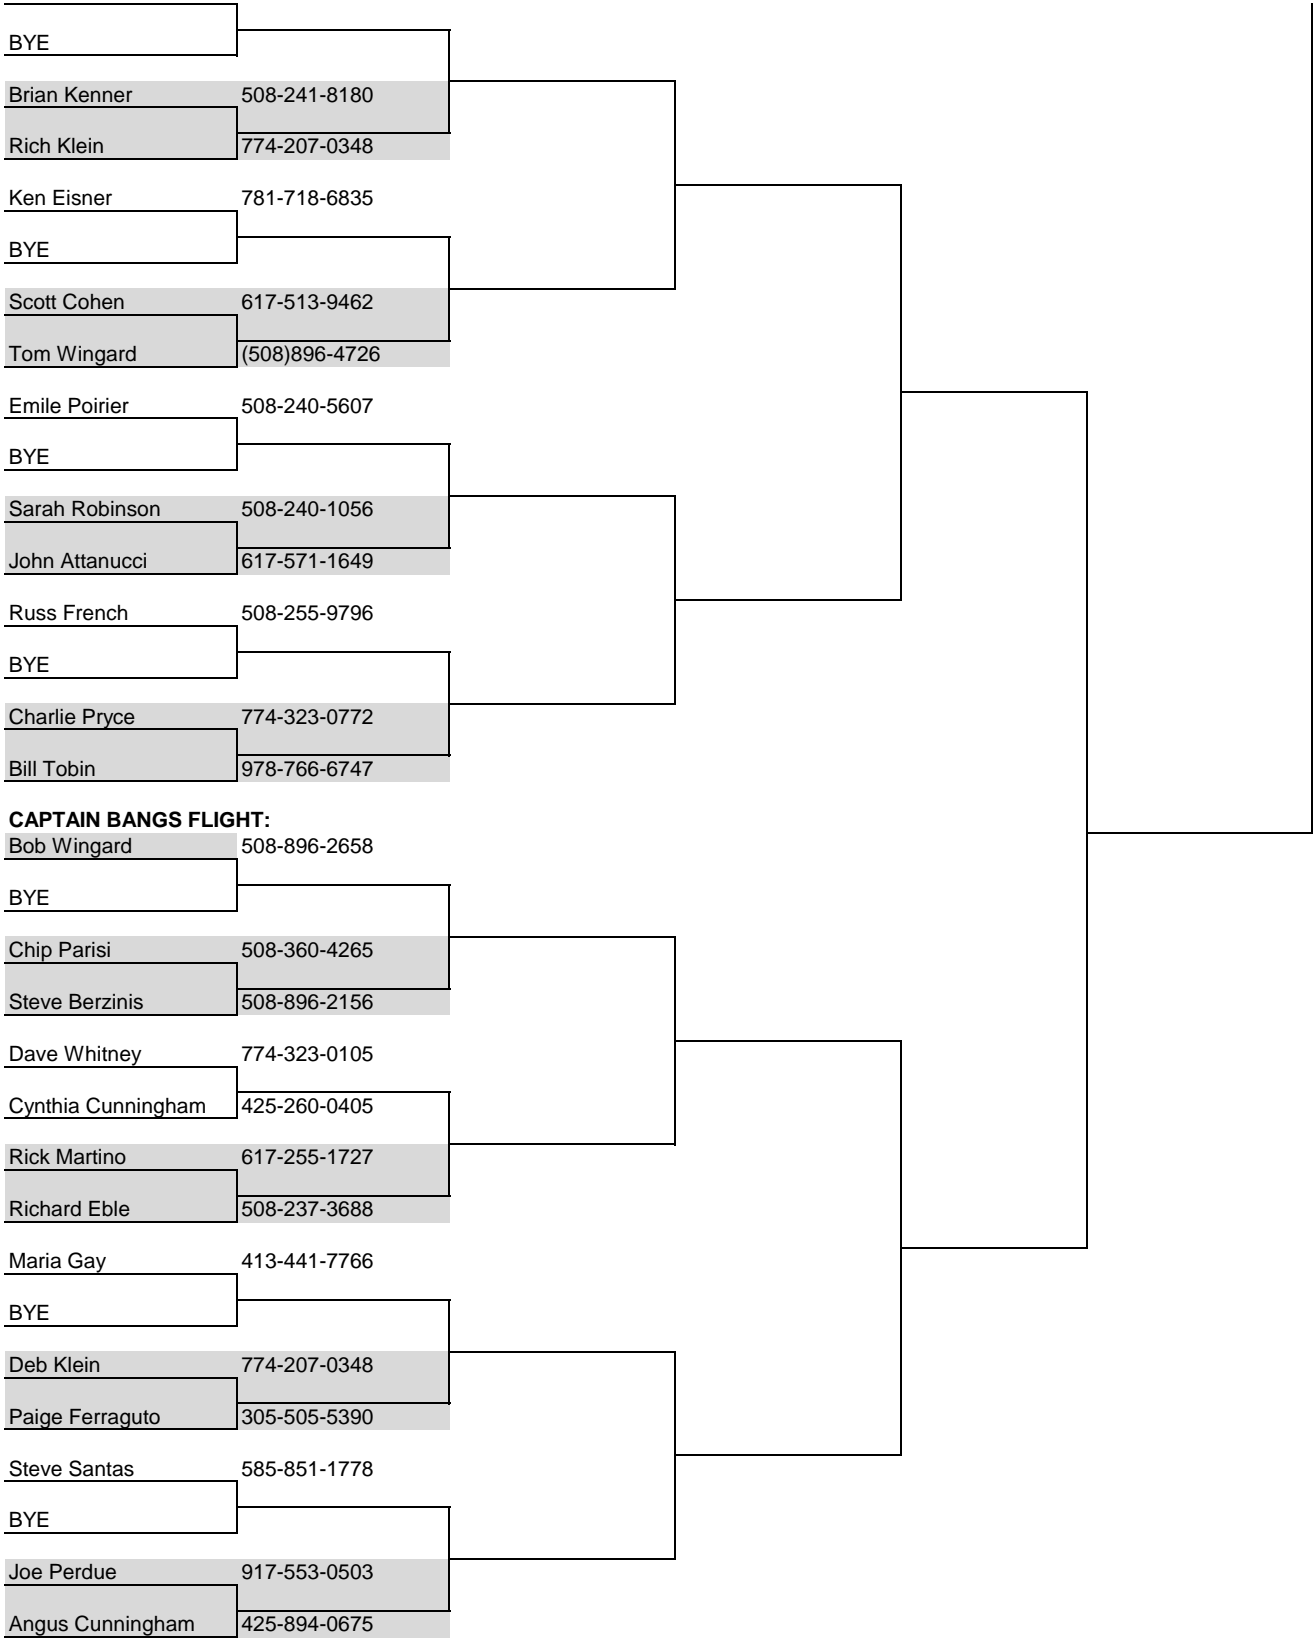 BYE
Brian Kenner 508-241-8180
Rich Klein 774-207-0348
Ken Eisner 781-718-6835
BYE
Scott Cohen 617-513-9462
Tom Wingard (508)896-4726
Emile Poirier 508-240-5607
BYE
Sarah Robinson 508-240-1056
John Attanucci 617-571-1649
Russ French 508-255-9796
BYE
Charlie Pryce 774-323-0772
Bill Tobin 978-766-6747
CAPTAIN BANGS FLIGHT:
Bob Wingard 508-896-2658
BYE
Chip Parisi 508-360-4265
Steve Berzinis 508-896-2156
Dave Whitney 774-323-0105
Cynthia Cunningham 425-260-0405
Rick Martino 617-255-1727
Richard Eble 508-237-3688
Maria Gay 413-441-7766
BYE
Deb Klein 774-207-0348
Paige Ferraguto 305-505-5390
Steve Santas 585-851-1778
BYE
Joe Perdue 917-553-0503
Angus Cunningham 425-894-0675